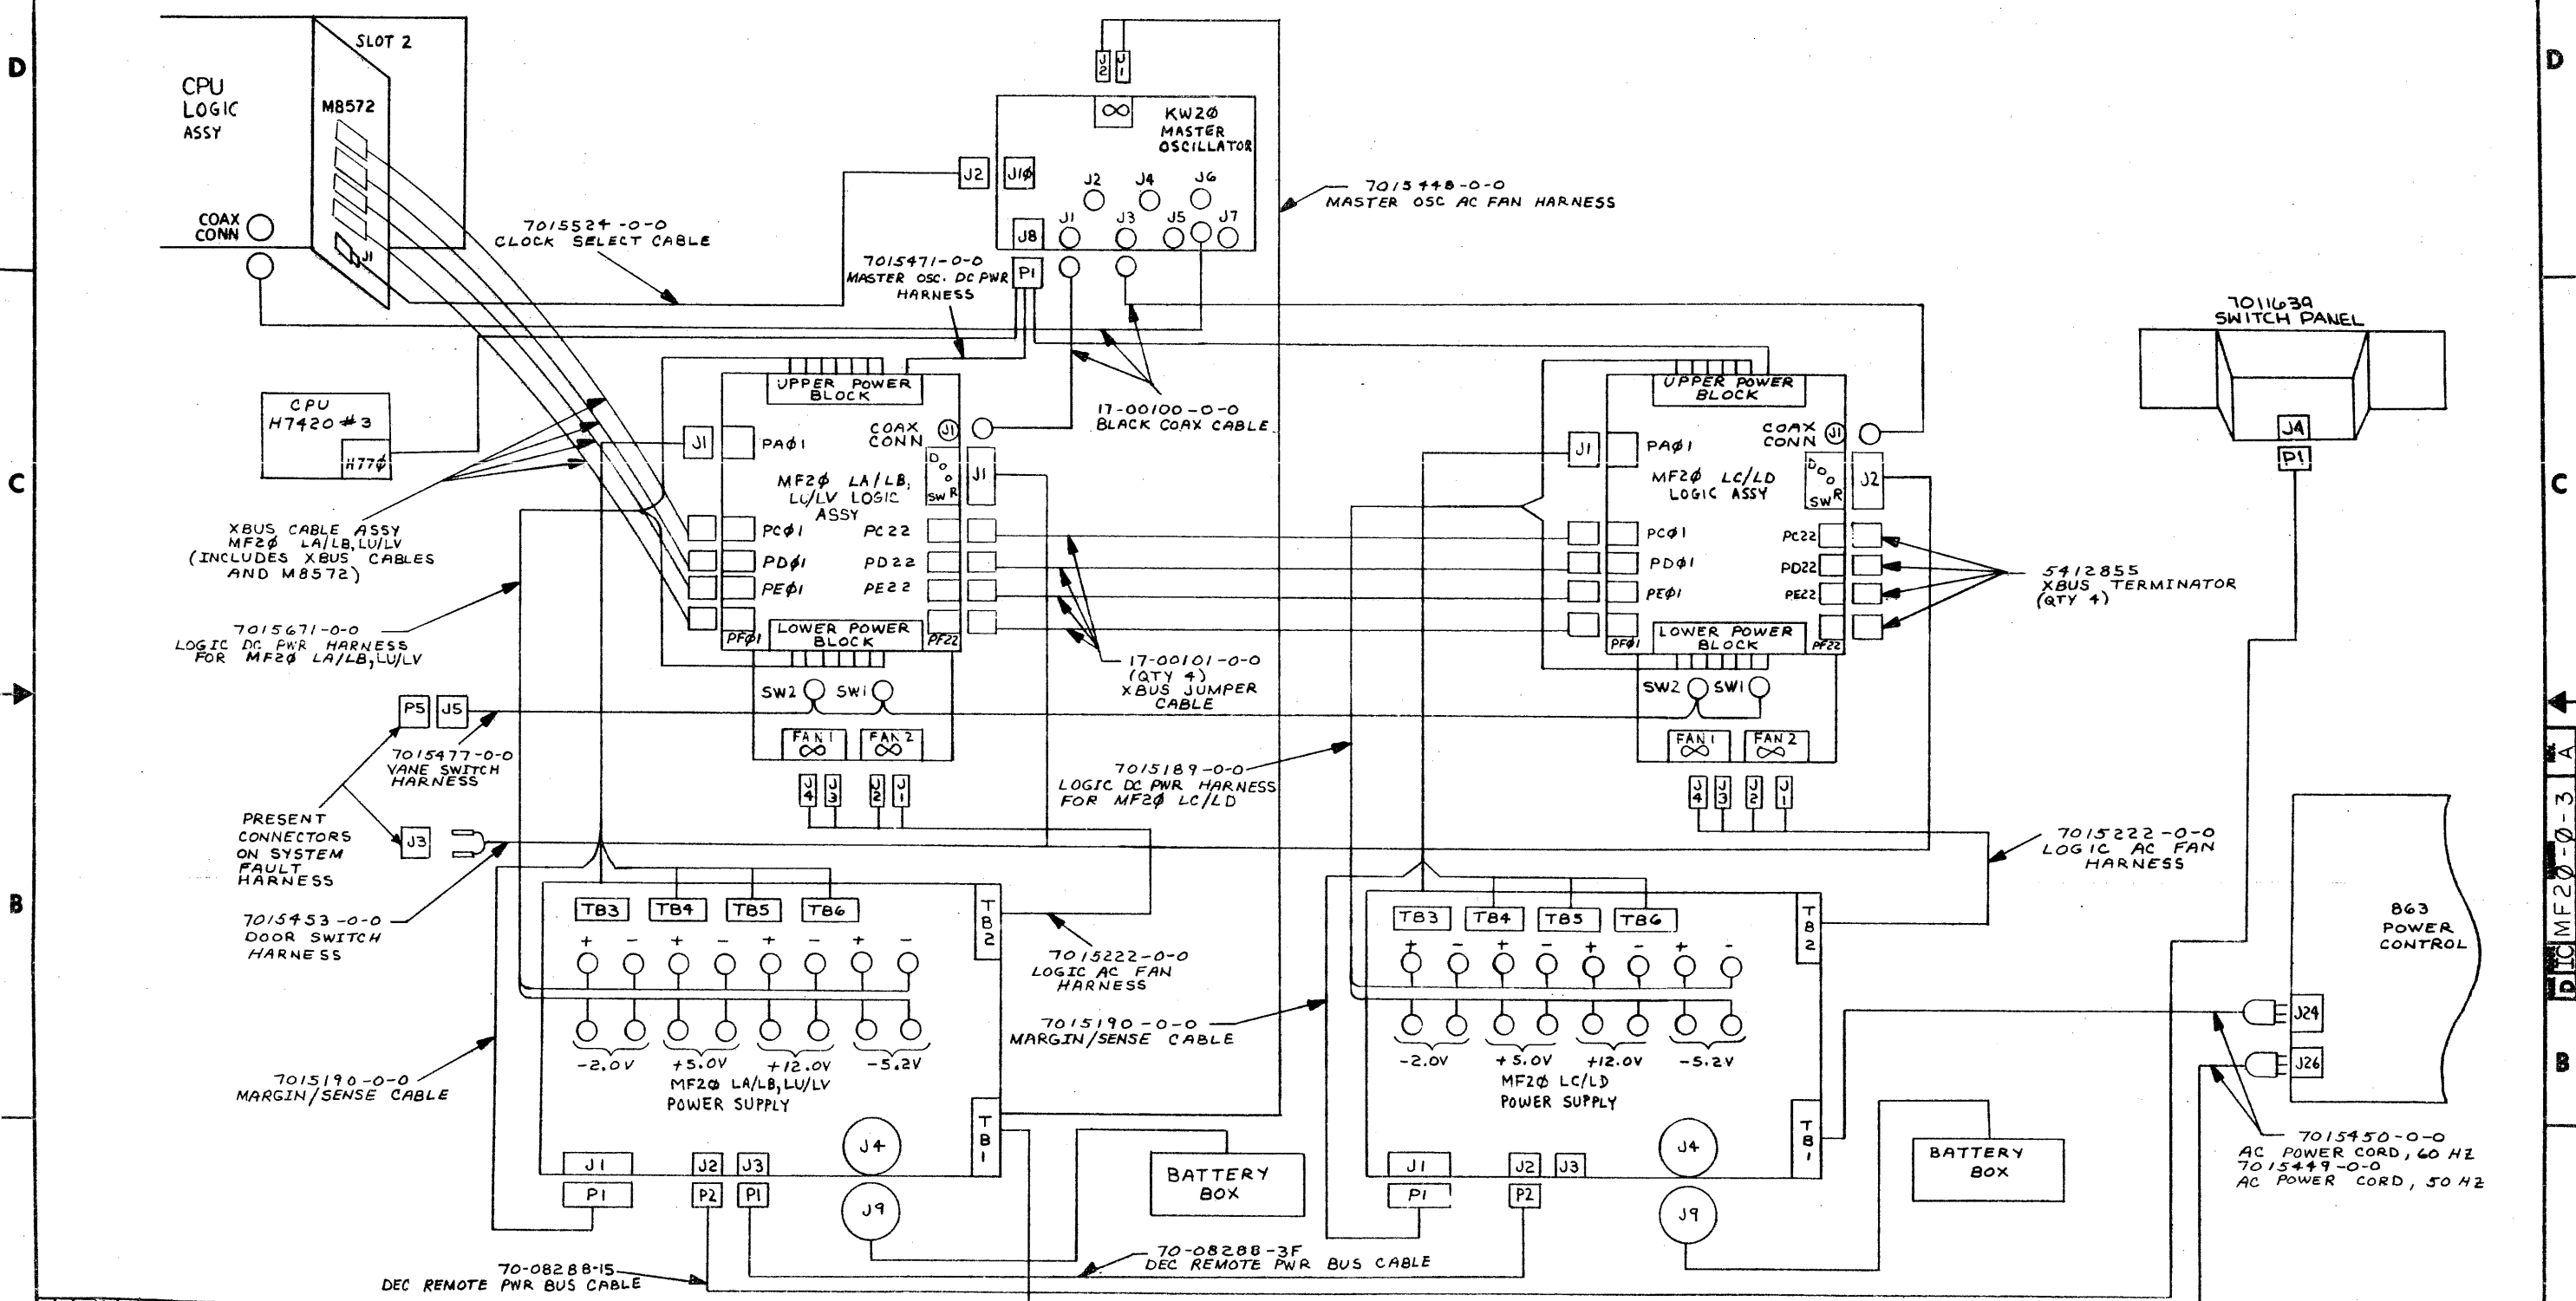 D
D
SLOT 2
CPU
LOGIC
ASSY
M8572
J1
COAX
CONN
J2
J1
KW2Ø
MASTER
OSCILLATOR
J2
J1Ø
J2
J4
J6
J1
J3
J5
J7
J8
P1
7015524-0-0
CLOCK SELECT CABLE
7015471-0-0
MASTER OSC. DC PWR
HARNESS
7015448-0-0
MASTER OSC AC FAN HARNESS
7011639
SWITCH PANEL
J4
P1
CPU
H7420 #3
H77Ø
17-00100-0-0
BLACK COAX CABLE
UPPER POWER
BLOCK
COAX
CONN
J1
J1
PAØ1
DOOR
SW
J1
MF2Ø LA/LB,
LU/LV LOGIC
ASSY
PCØ1
PC22
PDØ1
PD22
PEØ1
PE22
PFØ1
LOWER POWER
BLOCK
PF22
SW2
SW1
FAN 1
FAN 2
J4
J3
J2
J1
UPPER POWER
BLOCK
COAX
CONN
J1
J1
PAØ1
DOOR
SW
J2
MF2Ø LC/LD
LOGIC ASSY
PCØ1
PC22
PDØ1
PD22
PEØ1
PE22
PFØ1
LOWER POWER
BLOCK
PF22
SW2
SW1
FAN 1
FAN 2
J4
J3
J2
J1
C
C
XBUS CABLE ASSY
MF2Ø LA/LB, LU/LV
(INCLUDES XBUS CABLES
AND M8572)
5412855
XBUS TERMINATOR
(QTY 4)
7015671-0-0
LOGIC DC PWR HARNESS
FOR MF2Ø LA/LB, LU/LV
17-00101-0-0
(QTY 4)
XBUS JUMPER
CABLE
P5
J5
7015477-0-0
VANE SWITCH
HARNESS
7015189-0-0
LOGIC DC PWR HARNESS
FOR MF2Ø LC/LD
PRESENT
CONNECTORS
ON SYSTEM
FAULT
HARNESS
J3
7015453-0-0
DOOR SWITCH
HARNESS
7015222-0-0
LOGIC AC FAN
HARNESS
B
B
TB3
TB4
TB5
TB6
TB2
+ - + - + - + -
-2.0V
+5.0V
+12.0V
-5.2V
MF2Ø LA/LB, LU/LV
POWER SUPPLY
TB1
J1
J2
J3
J4
P1
P2
P1
J9
7015222-0-0
LOGIC AC FAN
HARNESS
7015190-0-0
MARGIN/SENSE CABLE
7015190-0-0
MARGIN/SENSE CABLE
TB3
TB4
TB5
TB6
TB2
+ - + - + - + -
-2.0V
+5.0V
+12.0V
-5.2V
MF2Ø LC/LD
POWER SUPPLY
TB1
J1
J2
J3
J4
P1
P2
J9
BATTERY
BOX
BATTERY
BOX
863
POWER
CONTROL
J24
J26
7015450-0-0
AC POWER CORD, 60 HZ
7015449-0-0
AC POWER CORD, 50 HZ
70-08288-15
DEC REMOTE PWR BUS CABLE
70-08288-3F
DEC REMOTE PWR BUS CABLE
D IC MF2Ø-0-3 A